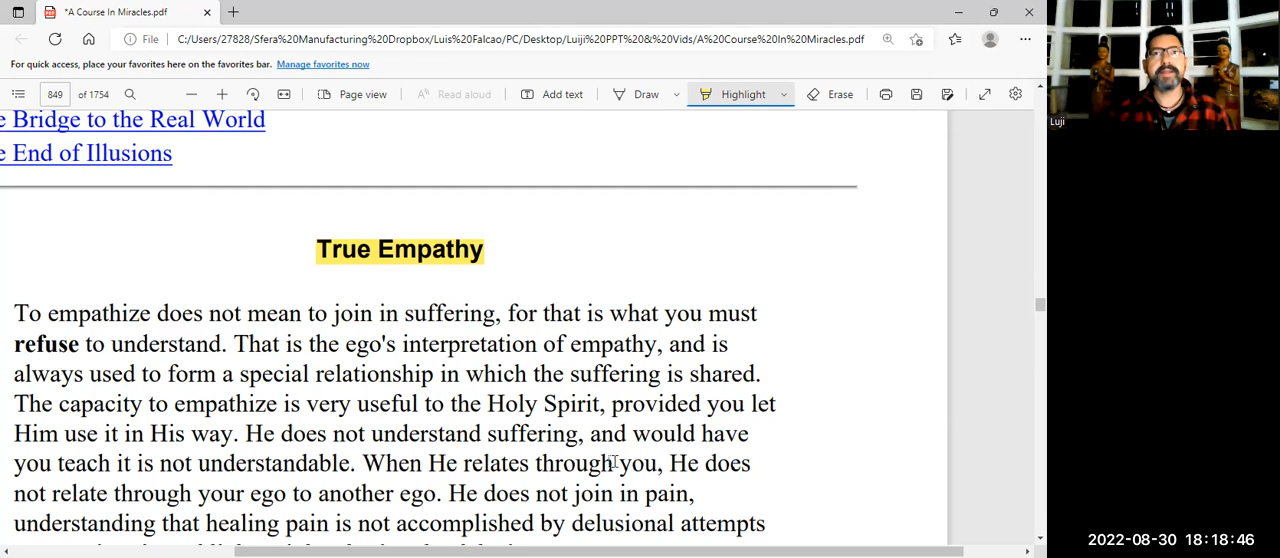 *A Course In Miracles.pdf
File C:/Users/27828/Sfera%20Manufacturing%20Dropbox/Luis%20Falcao/PC/Desktop/Luiji%20PPT%20&%20Vids/A%20Course%20In%20Miracles.pdf
For quick access, place your favorites here on the favorites bar. Manage favorites now
849 of 1754 Page view Read aloud Add text Draw Highlight Erase
e Bridge to the Real World
e End of Illusions
True Empathy
To empathize does not mean to join in suffering, for that is what you must
refuse to understand. That is the ego's interpretation of empathy, and is
always used to form a special relationship in which the suffering is shared.
The capacity to empathize is very useful to the Holy Spirit, provided you let
Him use it in His way. He does not understand suffering, and would have
you teach it is not understandable. When He relates through you, He does
not relate through your ego to another ego. He does not join in pain,
understanding that healing pain is not accomplished by delusional attempts
Luji
2022-08-30 18:18:46